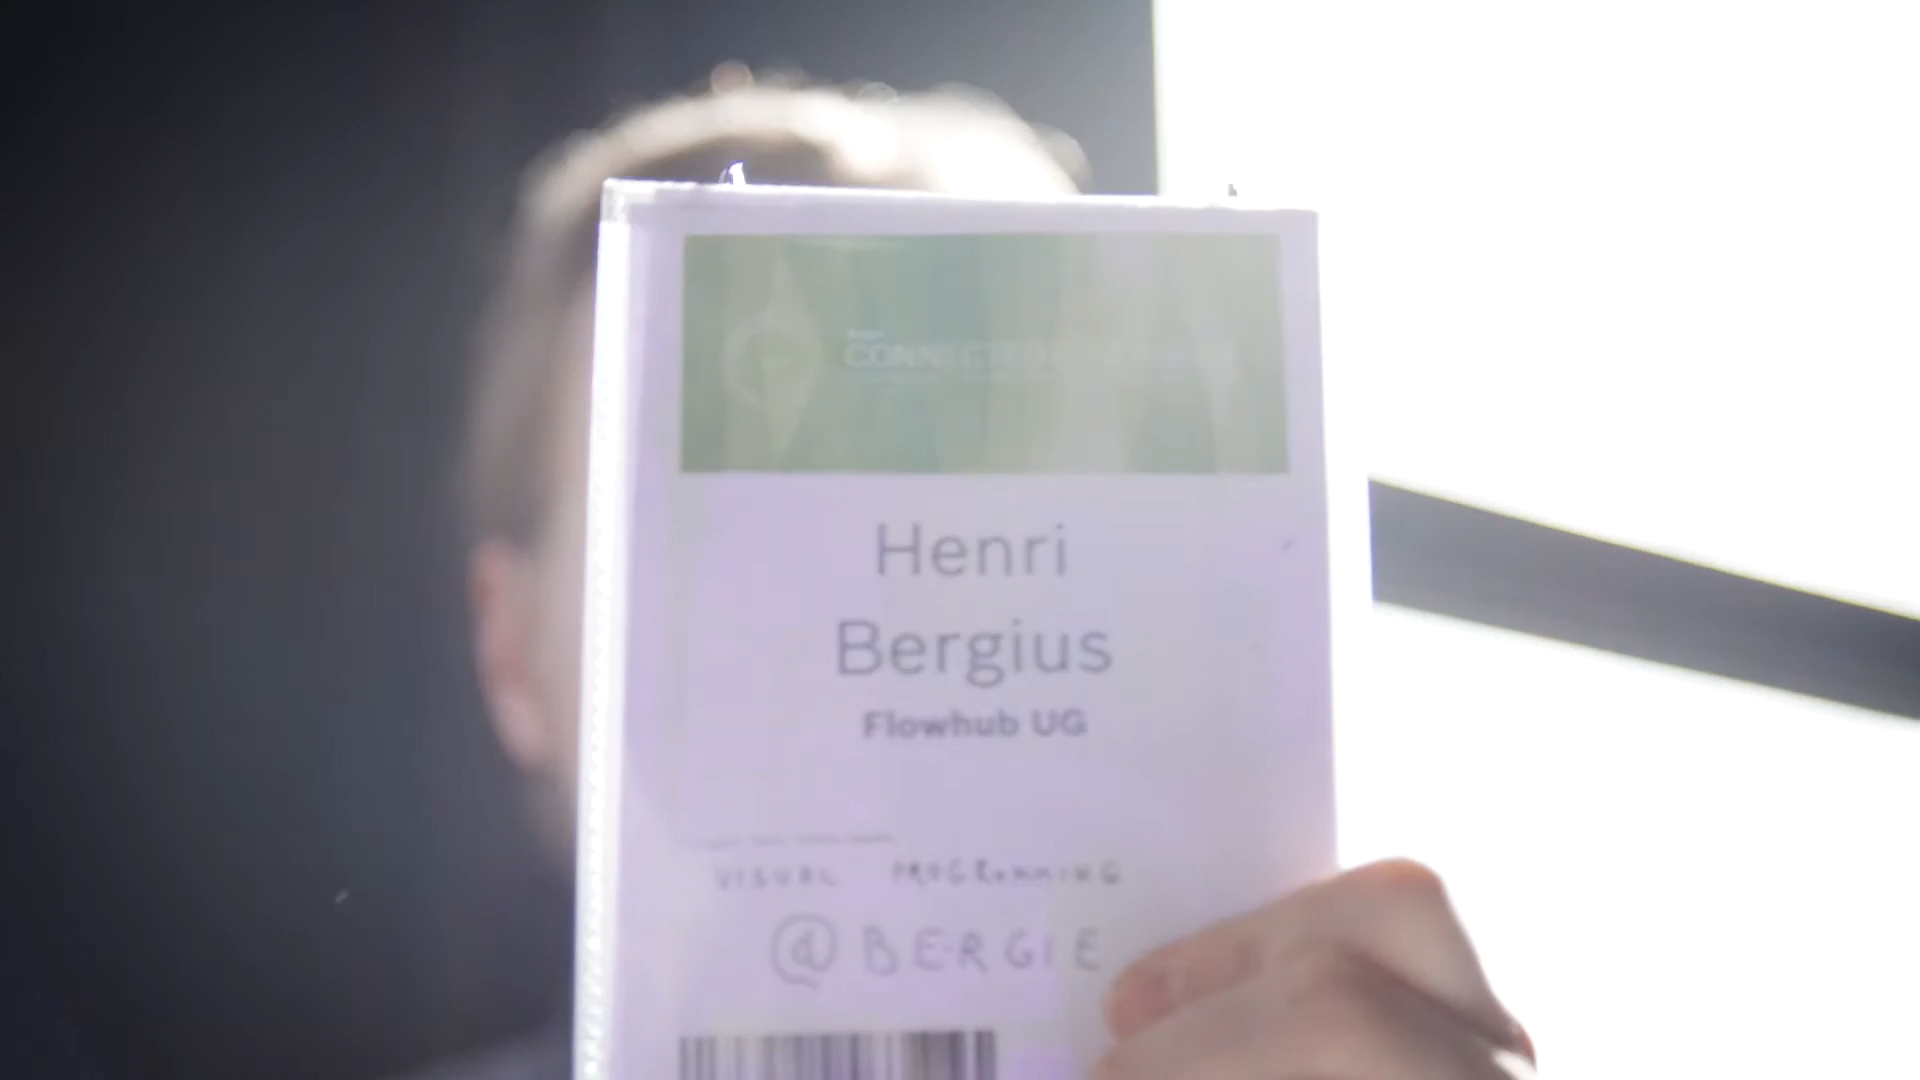 Henri
Bergius
Flowhub UG
VISUAL PROGRAMMING
@BERGIE